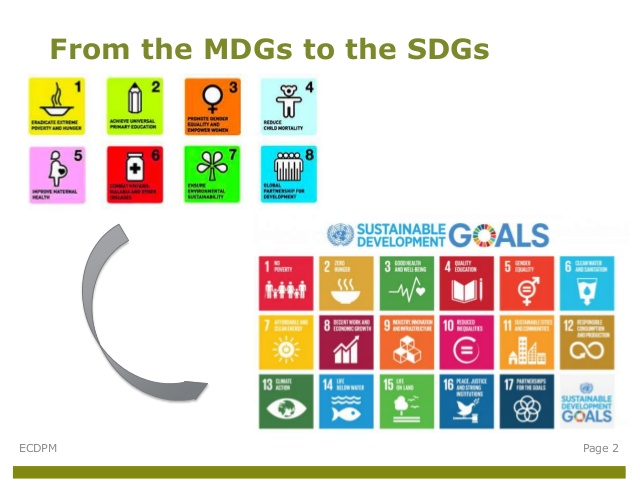 From the MDGs to the SDGs
1
ERADICATE EXTREME
POVERTY AND HUNGER
2
ACHIEVE UNIVERSAL
PRIMARY EDUCATION
3
PROMOTE GENDER
EQUALITY AND
EMPOWER WOMEN
4
REDUCE
CHILD MORTALITY
5
IMPROVE MATERNAL
HEALTH
6
COMBAT HIV/AIDS,
MALARIA AND OTHER
DISEASES
7
ENSURE
ENVIRONMENTAL
SUSTAINABILITY
8
GLOBAL
PARTNERSHIP FOR
DEVELOPMENT
SUSTAINABLE
DEVELOPMENT
GOALS
1 NO
POVERTY
2 ZERO
HUNGER
3 GOOD HEALTH
AND WELL-BEING
4 QUALITY
EDUCATION
5 GENDER
EQUALITY
6 CLEAN WATER
AND SANITATION
7 AFFORDABLE AND
CLEAN ENERGY
8 DECENT WORK AND
ECONOMIC GROWTH
9 INDUSTRY, INNOVATION
AND INFRASTRUCTURE
10 REDUCED
INEQUALITIES
11 SUSTAINABLE CITIES
AND COMMUNITIES
12 RESPONSIBLE
CONSUMPTION
AND PRODUCTION
13 CLIMATE
ACTION
14 LIFE
BELOW WATER
15 LIFE
ON LAND
16 PEACE, JUSTICE
AND STRONG
INSTITUTIONS
17 PARTNERSHIPS
FOR THE GOALS
SUSTAINABLE
DEVELOPMENT
GOALS
ECDPM
Page 2